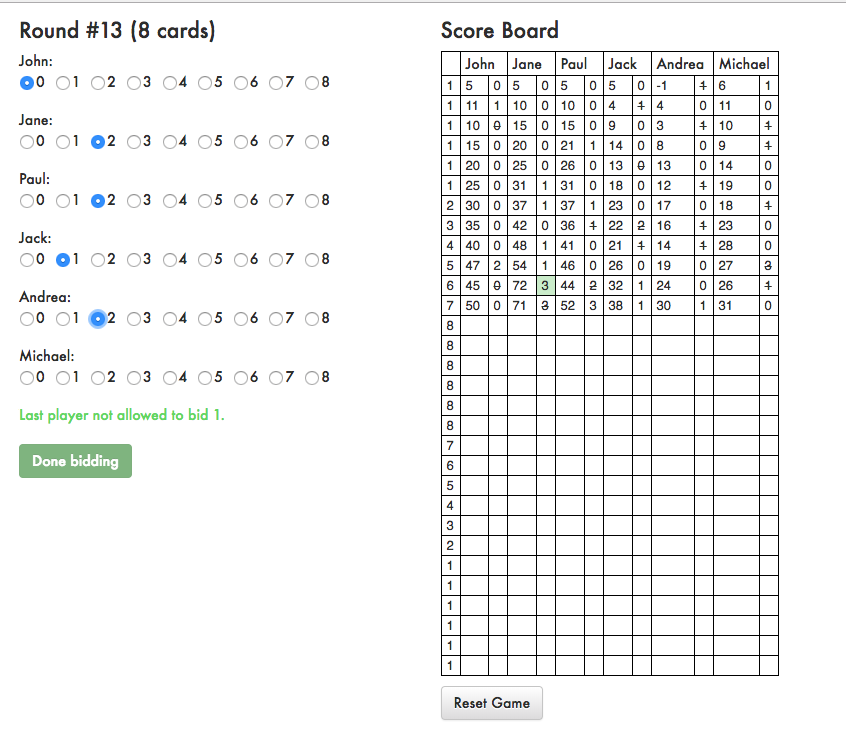 Round #13 (8 cards)
John:
0 1 2 3 4 5 6 7 8
Jane:
0 1 2 3 4 5 6 7 8
Paul:
0 1 2 3 4 5 6 7 8
Jack:
0 1 2 3 4 5 6 7 8
Andrea:
0 1 2 3 4 5 6 7 8
Michael:
0 1 2 3 4 5 6 7 8
Last player not allowed to bid 1.
Done bidding
Score Board
John Jane Paul Jack Andrea Michael
1 5 0 5 0 5 0 5 0 -1 1 6 1
1 11 1 10 0 10 0 4 1 4 0 11 0
1 10 0 15 0 15 0 9 0 3 1 10 1
1 15 0 20 0 21 1 14 0 8 0 9 1
1 20 0 25 0 26 0 13 0 13 0 14 0
1 25 0 31 1 31 0 18 0 12 1 19 0
2 30 0 37 1 37 1 23 0 17 0 18 1
3 35 0 42 0 36 1 22 2 16 1 23 0
4 40 0 48 1 41 0 21 1 14 1 28 0
5 47 2 54 1 46 0 26 0 19 0 27 3
6 45 0 72 3 44 2 32 1 24 0 26 1
7 50 0 71 3 52 3 38 1 30 1 31 0
8
8
8
8
8
8
7
6
5
4
3
2
1
1
1
1
1
1
Reset Game